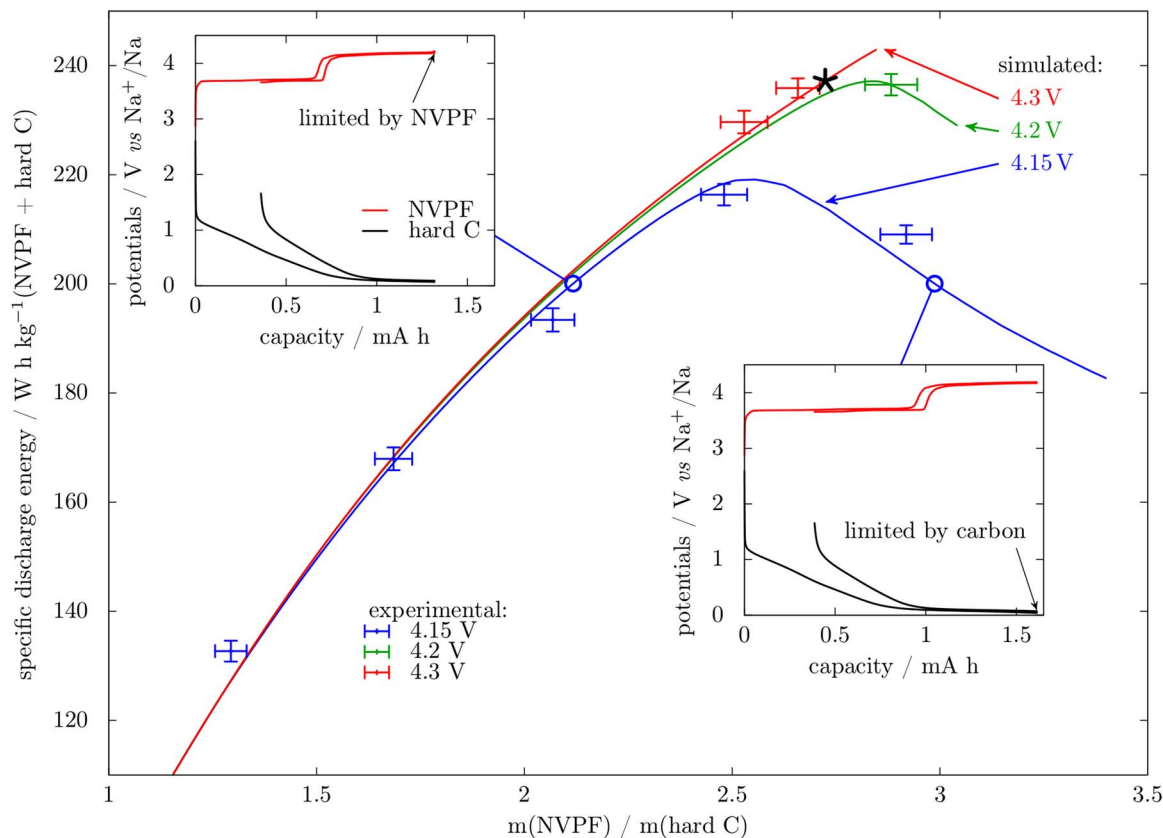 specific discharge energy / W h kg⁻¹(NVPF + hard C)
240
220
200
180
160
140
120
1
1.5
2
2.5
3
3.5
m(NVPF) / m(hard C)
potentials / V vs Na⁺/Na
4
3
2
1
0
0
0.5
1
1.5
capacity / mA h
limited by NVPF
NVPF
hard C
simulated:
4.3 V
4.2 V
4.15 V
experimental:
4.15 V
4.2 V
4.3 V
potentials / V vs Na⁺/Na
4
3
2
1
0
0
0.5
1
1.5
capacity / mA h
limited by carbon